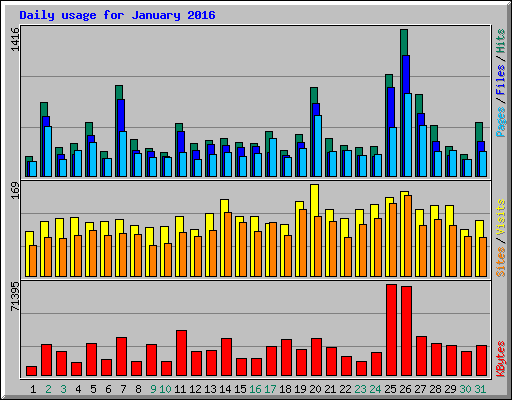 Daily usage for January 2016
1416
Pages / Files / Hits
169
Sites / Visits
71395
KBytes
1 2 3 4 5 6 7 8 9 10 11 12 13 14 15 16 17 18 19 20 21 22 23 24 25 26 27 28 29 30 31